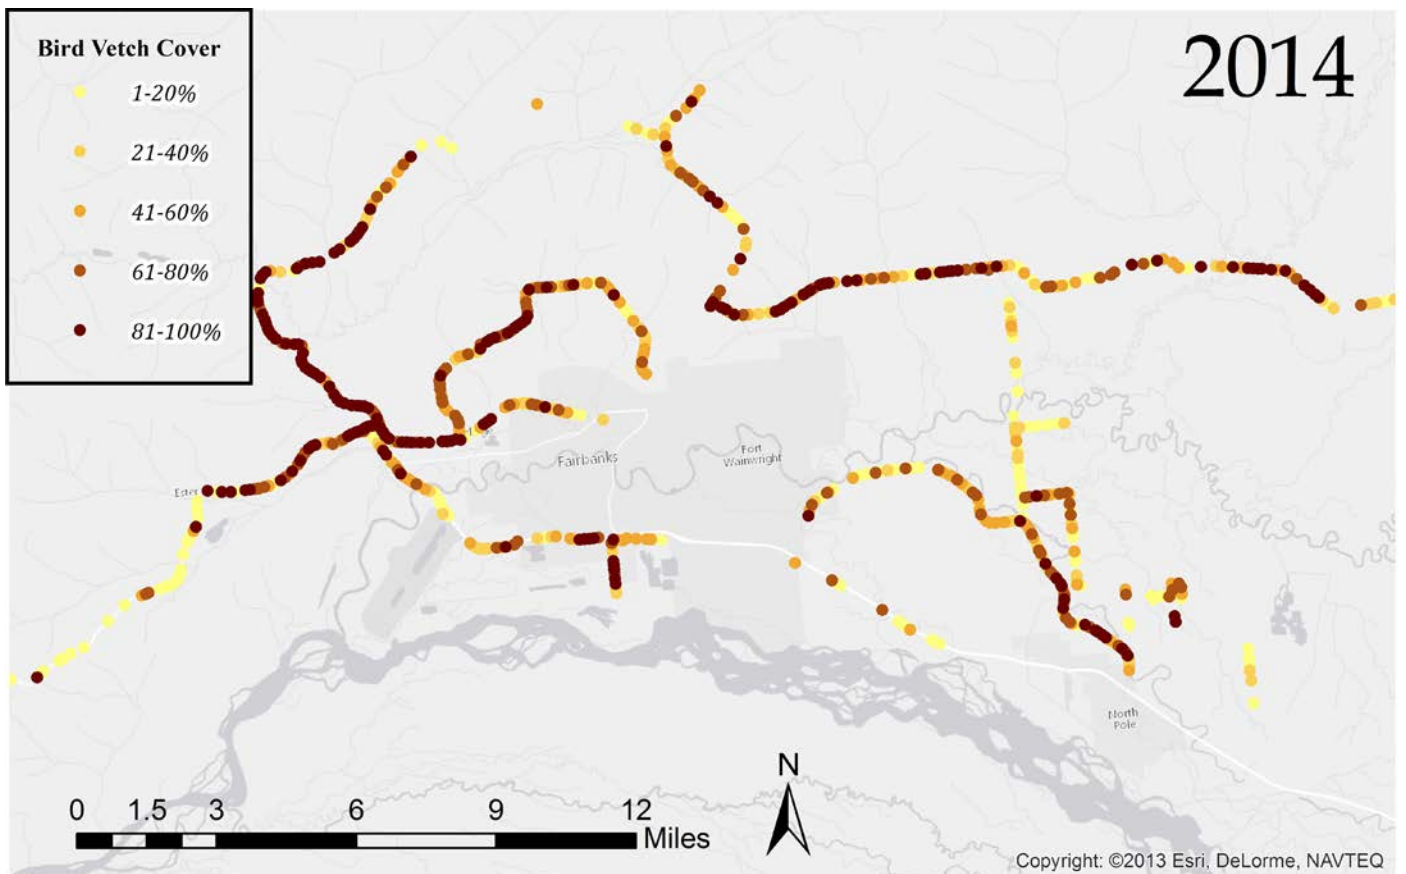 Bird Vetch Cover
1-20%
21-40%
41-60%
61-80%
81-100%
2014
Ester
Fairbanks
Fort
Wainwright
North
Pole
N
0 1.5 3 6 9 12
Miles
Copyright: ©2013 Esri, DeLorme, NAVTEQ